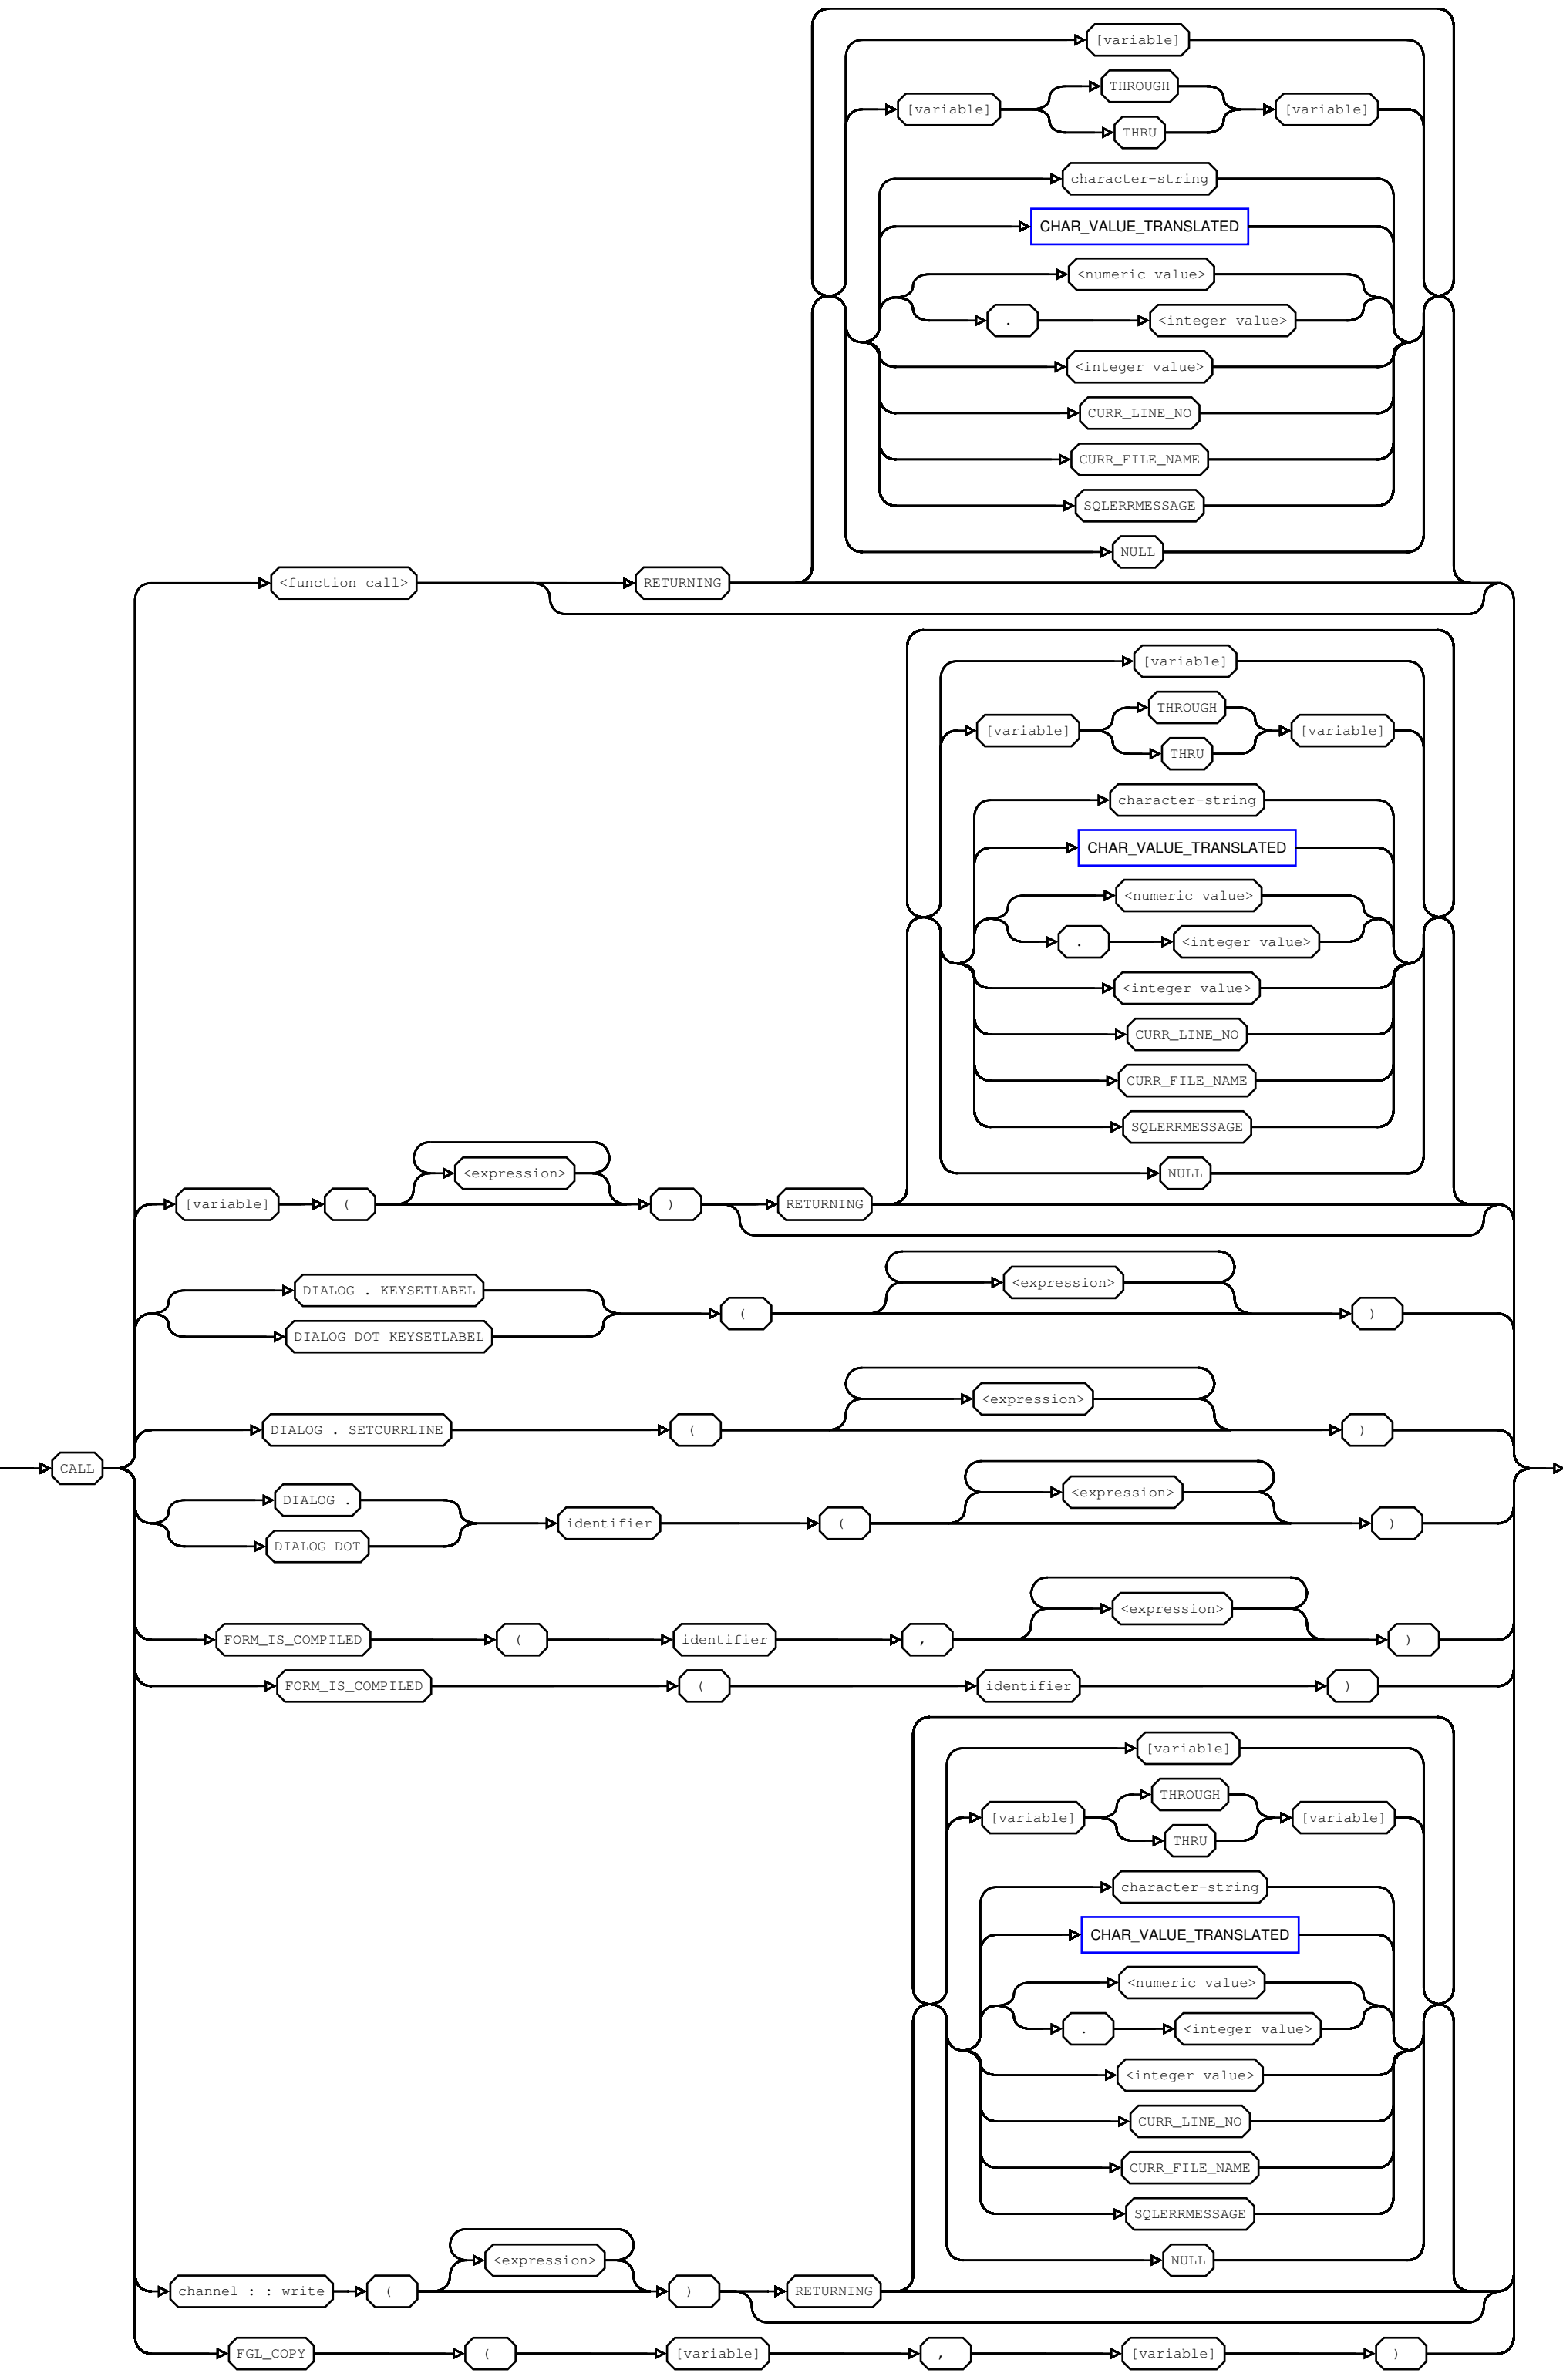 [variable]
THROUGH
[variable] [variable]
THRU
character-string
CHAR_VALUE_TRANSLATED
<numeric value>
. <integer value>
<integer value>
CURR_LINE_NO
CURR_FILE_NAME
SQLERRMESSAGE
NULL
<function call> RETURNING
[variable]
THROUGH
[variable] [variable]
THRU
character-string
CHAR_VALUE_TRANSLATED
<numeric value>
. <integer value>
<integer value>
CURR_LINE_NO
CURR_FILE_NAME
SQLERRMESSAGE
<expression> NULL
[variable] ( ) RETURNING
<expression>
DIALOG . KEYSETLABEL
( )
DIALOG DOT KEYSETLABEL
<expression>
DIALOG . SETCURRLINE ( )
CALL
<expression>
DIALOG .
identifier ( )
DIALOG DOT
<expression>
FORM_IS_COMPILED ( identifier , )
FORM_IS_COMPILED ( identifier )
[variable]
THROUGH
[variable] [variable]
THRU
character-string
CHAR_VALUE_TRANSLATED
<numeric value>
. <integer value>
<integer value>
CURR_LINE_NO
CURR_FILE_NAME
SQLERRMESSAGE
<expression> NULL
channel : : write ( ) RETURNING
FGL_COPY ( [variable] , [variable] )